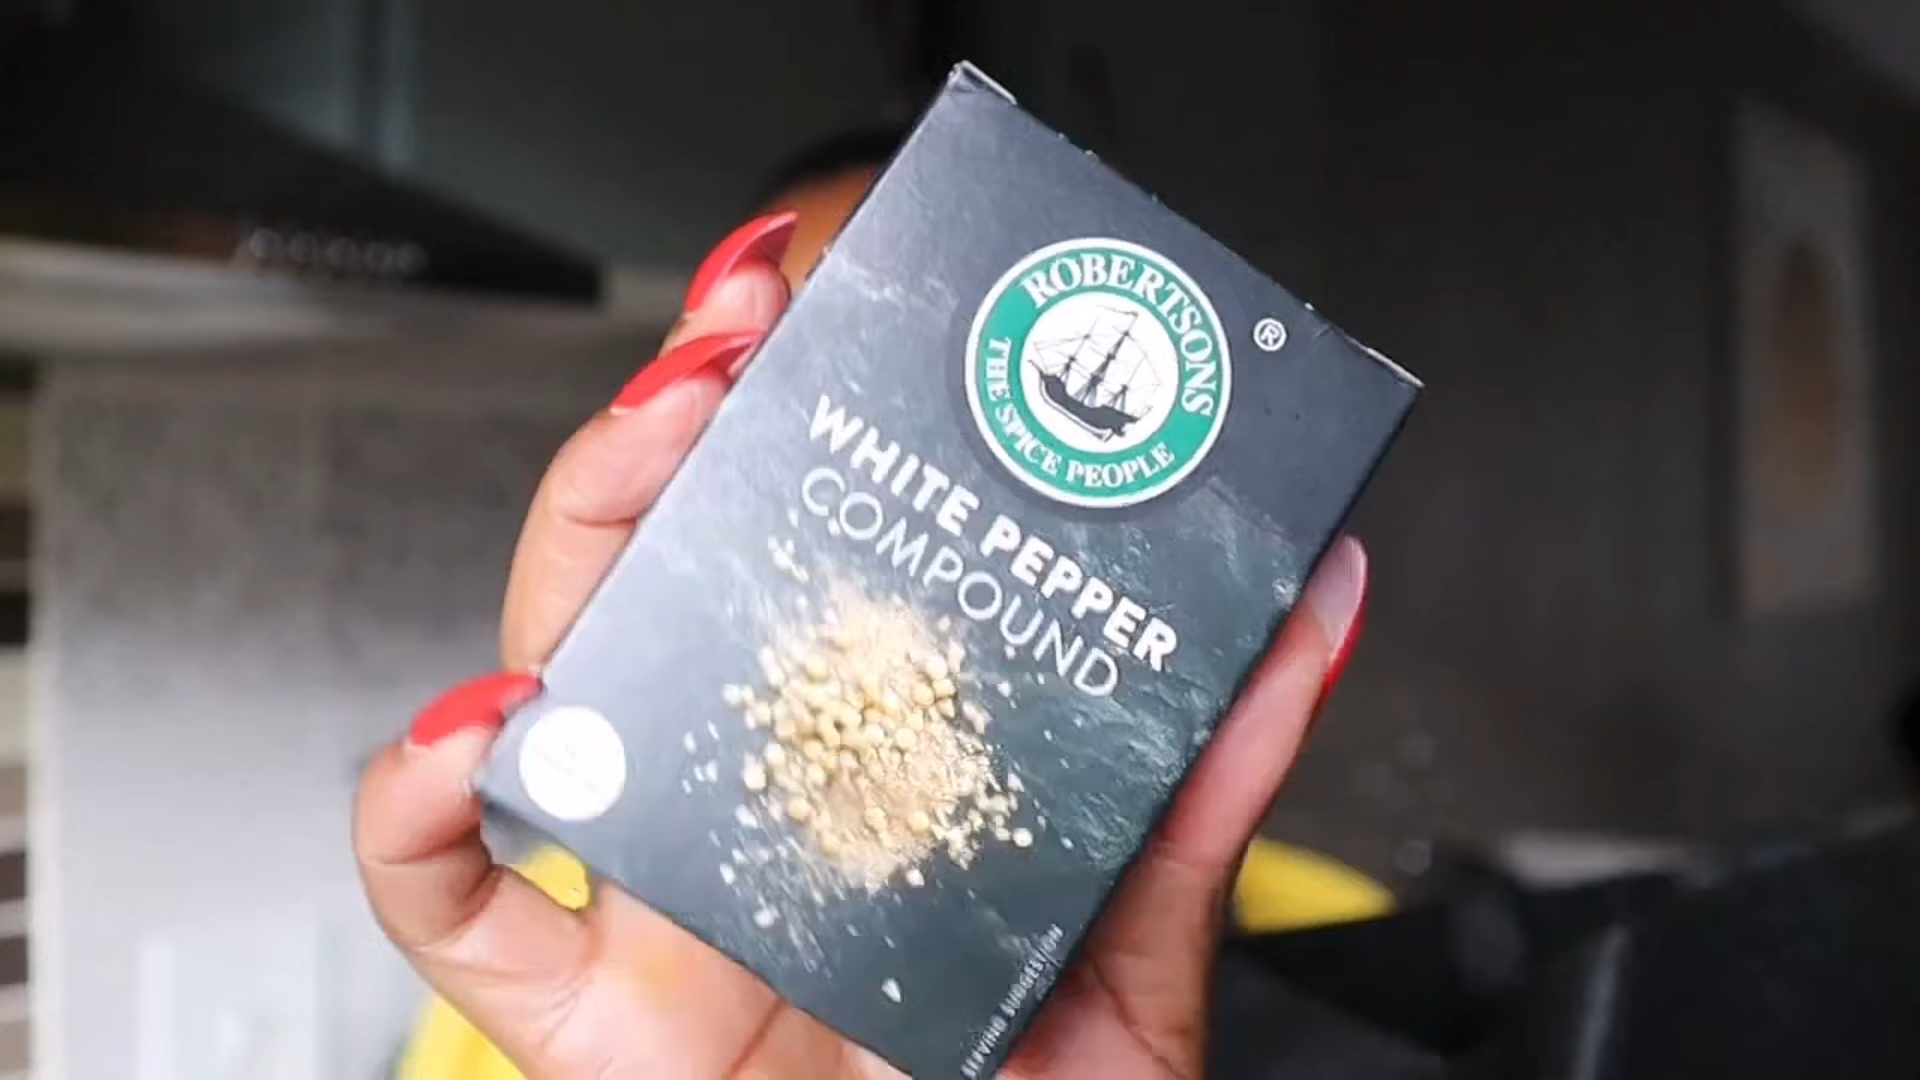 ROBERTSONS
®
THE SPICE PEOPLE
WHITE PEPPER
COMPOUND
SERVING SUGGESTION